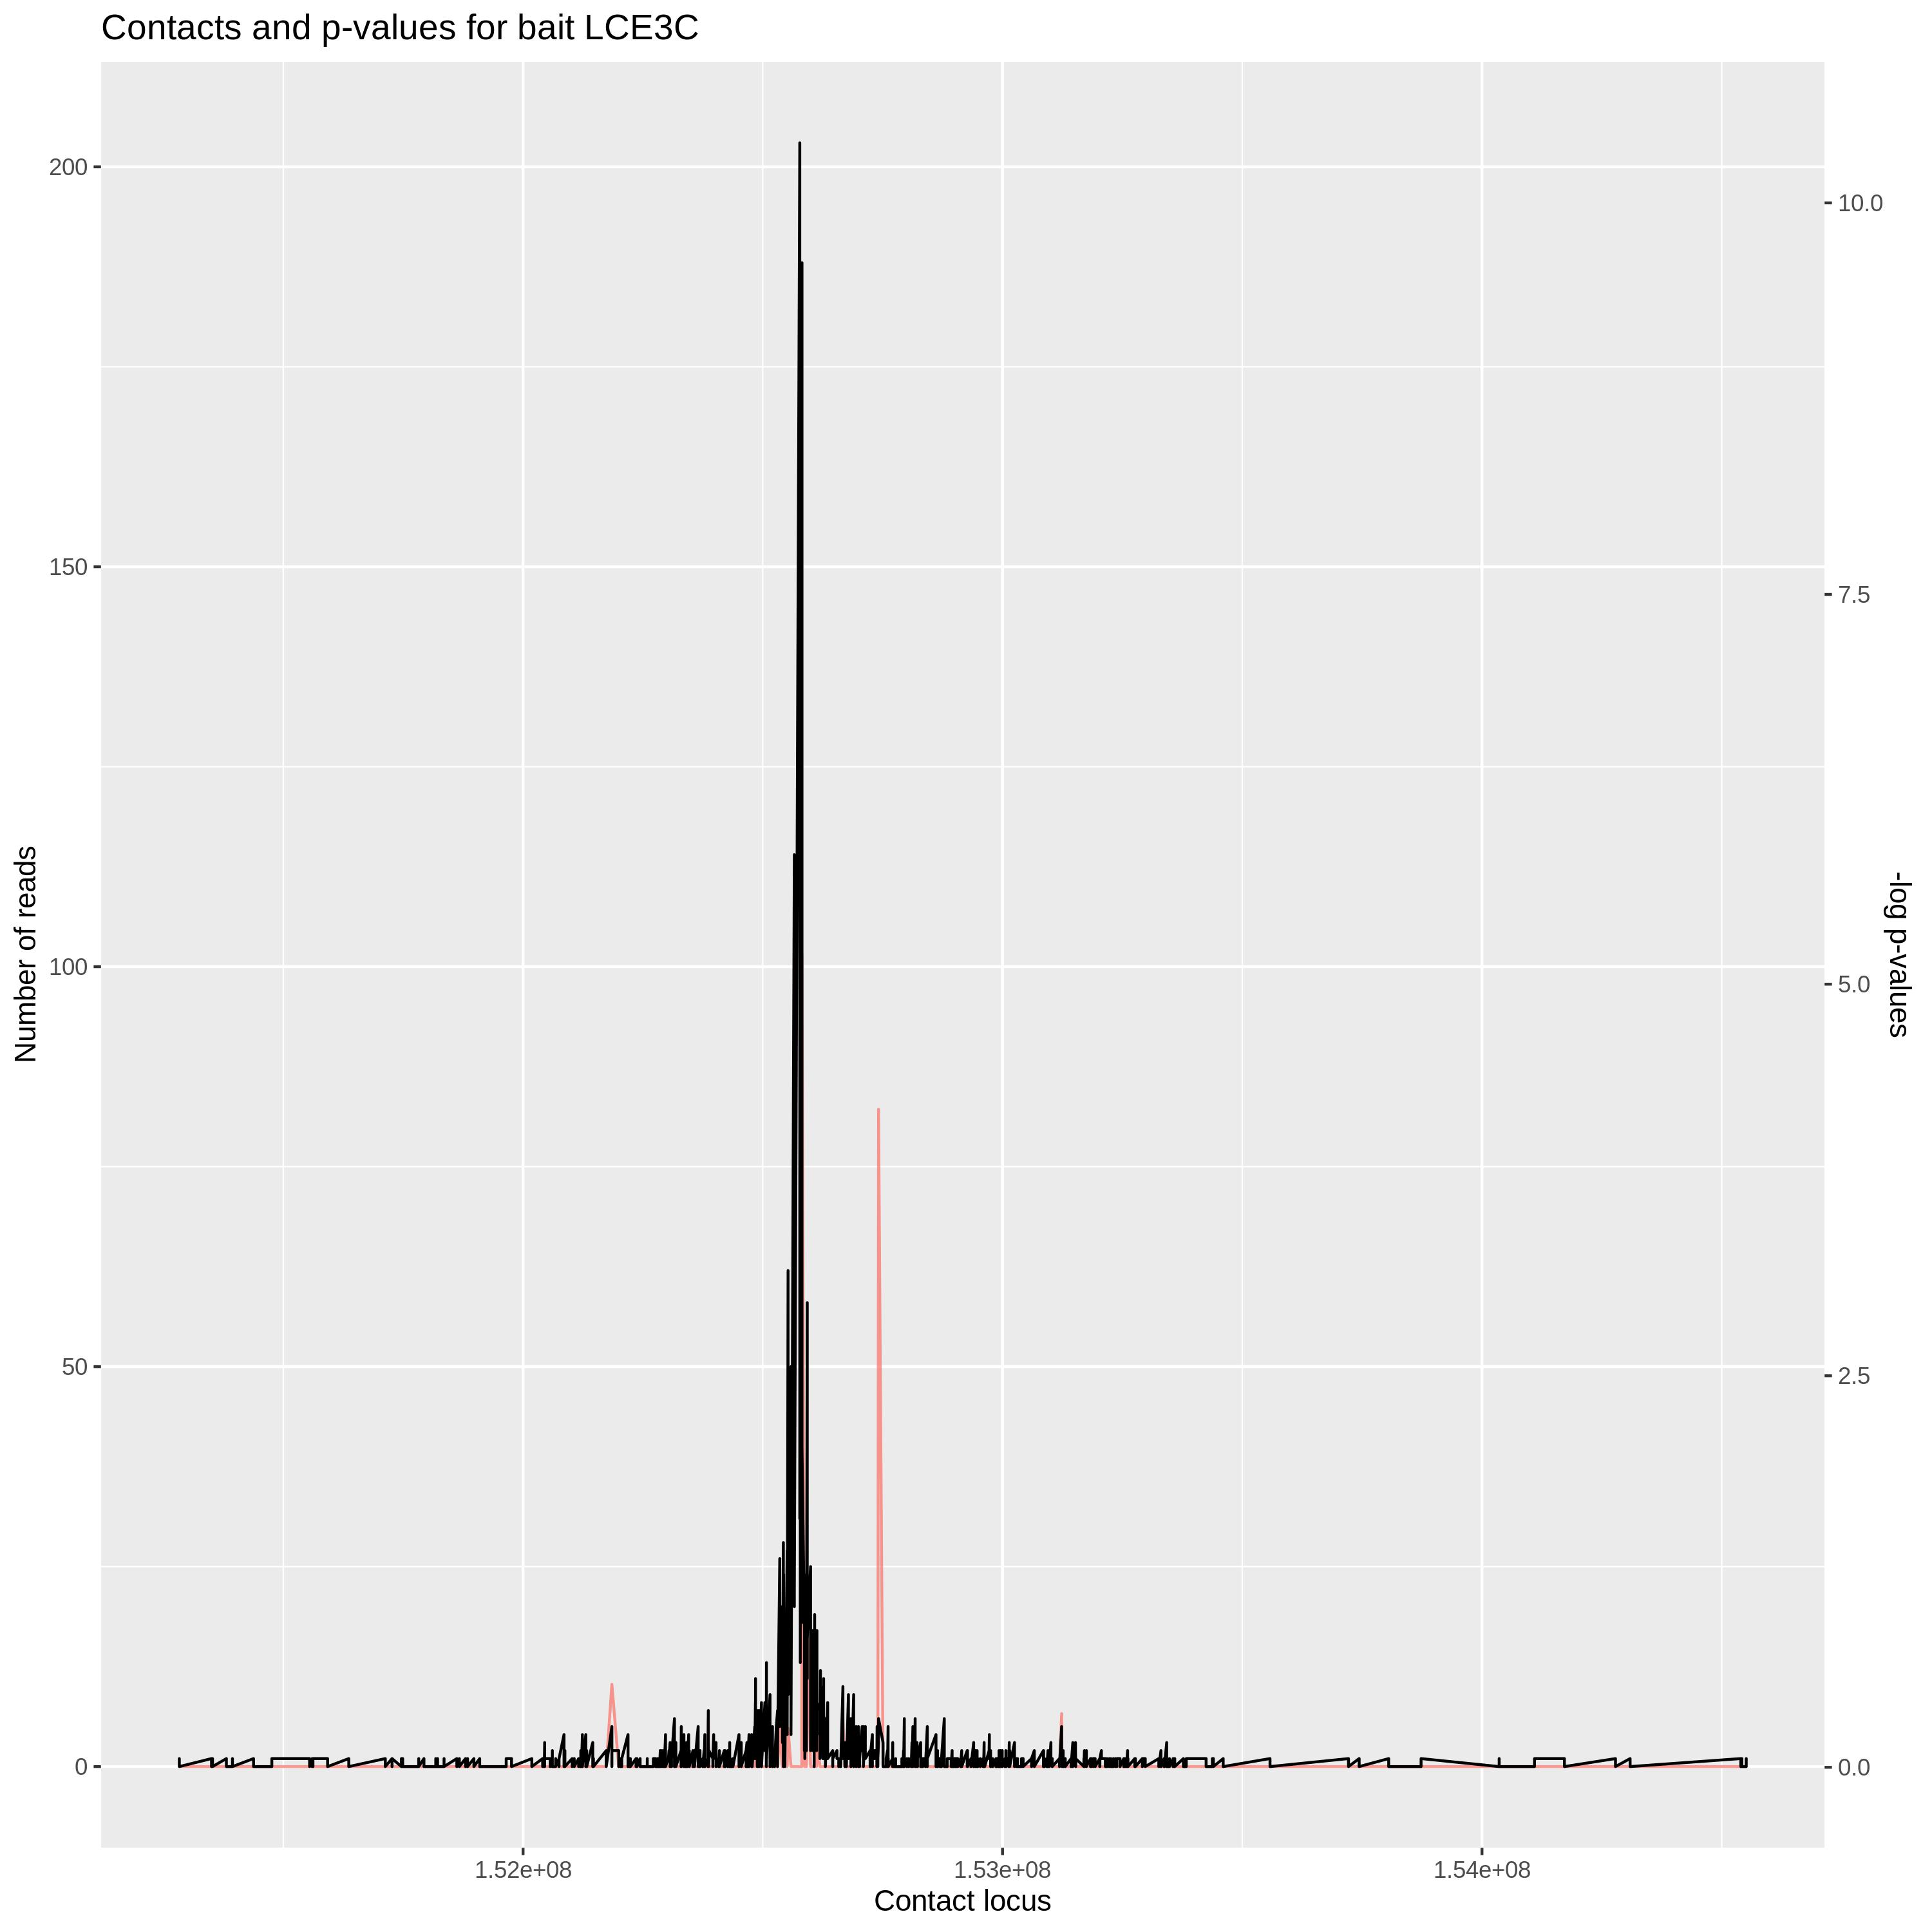 Contacts and p-values for bait LCE3C
200
150
100
50
0
Number of reads
10.0
7.5
5.0
2.5
0.0
-log p-values
1.52e+08
1.53e+08
1.54e+08
Contact locus